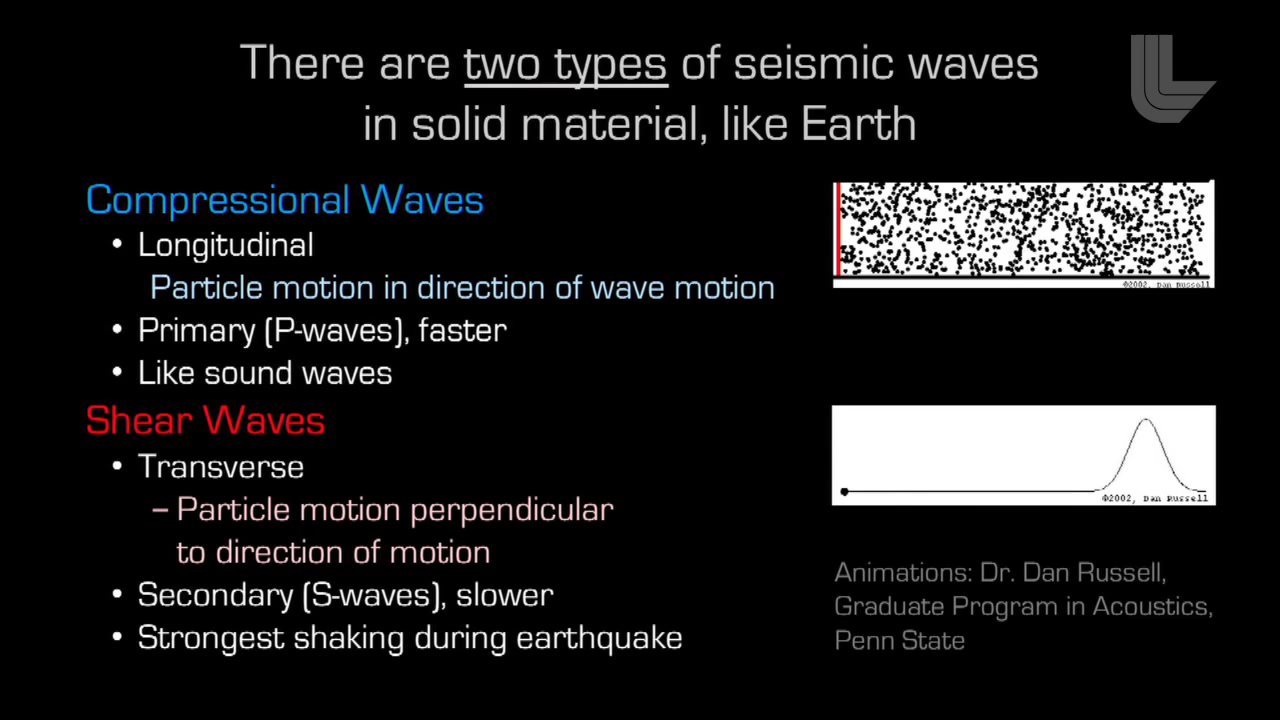 There are two types of seismic waves
in solid material, like Earth
Compressional Waves
• Longitudinal
Particle motion in direction of wave motion
• Primary (P-waves), faster
• Like sound waves
©2002, Dan Russell
Shear Waves
• Transverse
– Particle motion perpendicular
to direction of motion
• Secondary (S-waves), slower
• Strongest shaking during earthquake
©2002, Dan Russell
Animations: Dr. Dan Russell,
Graduate Program in Acoustics,
Penn State